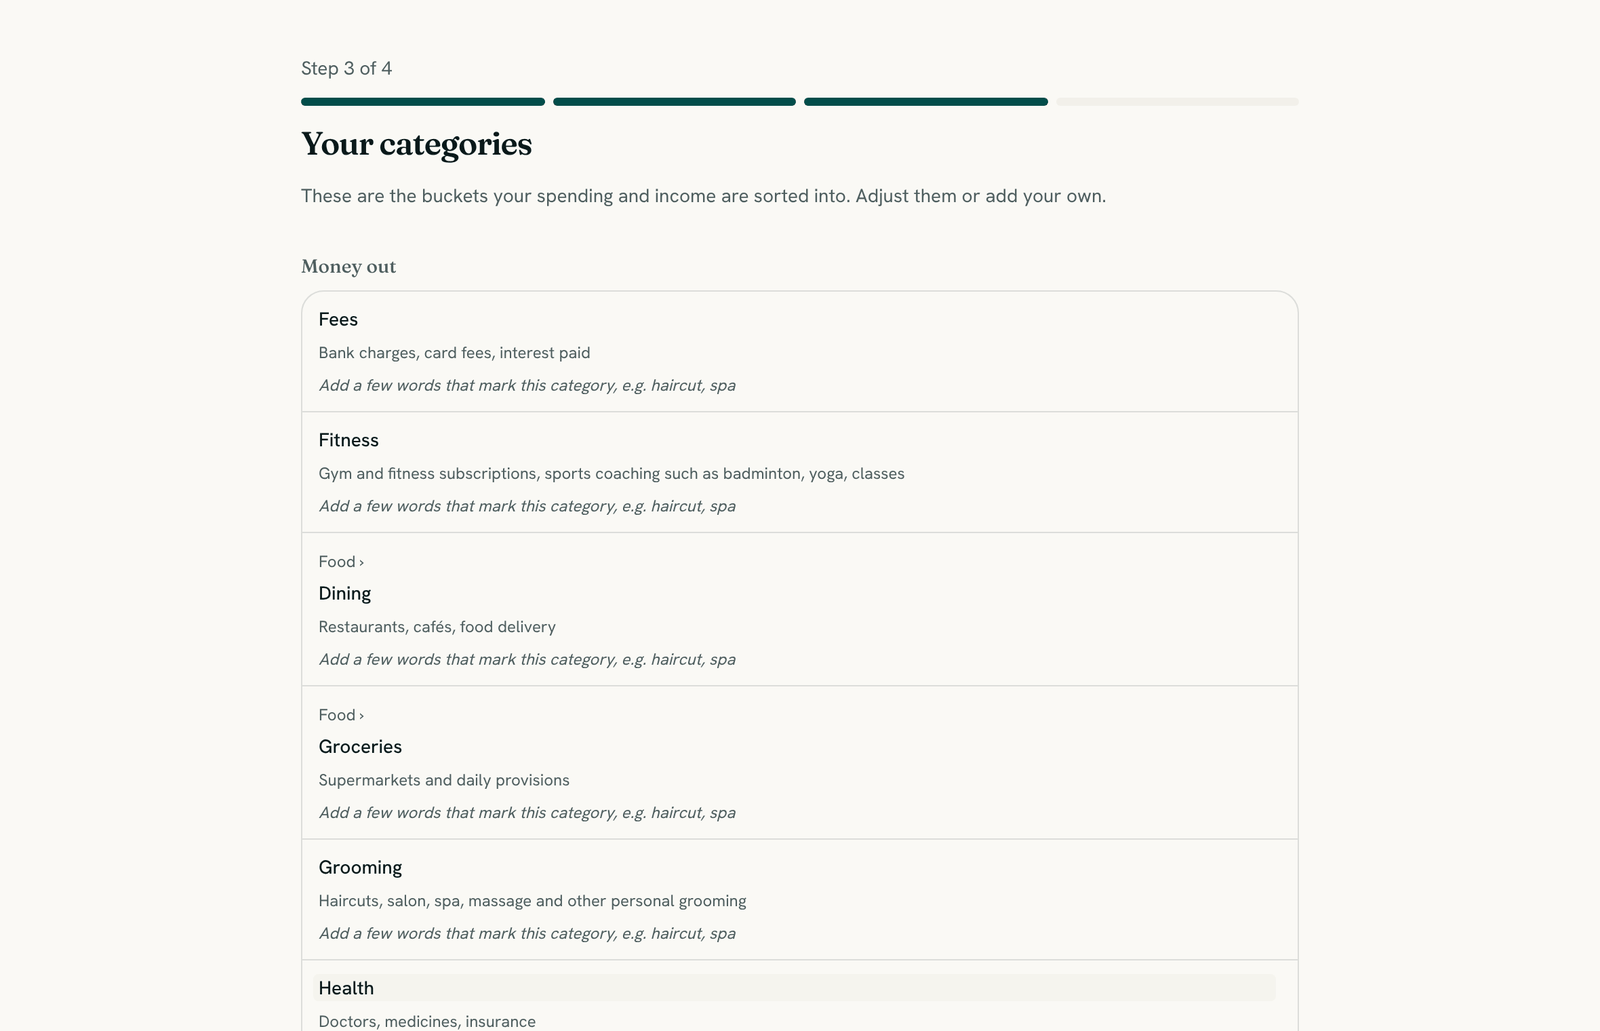 Step 3 of 4
Your categories
These are the buckets your spending and income are sorted into. Adjust them or add your own.
Money out
Fees
Bank charges, card fees, interest paid
Add a few words that mark this category, e.g. haircut, spa
Fitness
Gym and fitness subscriptions, sports coaching such as badminton, yoga, classes
Add a few words that mark this category, e.g. haircut, spa
Food ›
Dining
Restaurants, cafés, food delivery
Add a few words that mark this category, e.g. haircut, spa
Food ›
Groceries
Supermarkets and daily provisions
Add a few words that mark this category, e.g. haircut, spa
Grooming
Haircuts, salon, spa, massage and other personal grooming
Add a few words that mark this category, e.g. haircut, spa
Health
Doctors, medicines, insurance